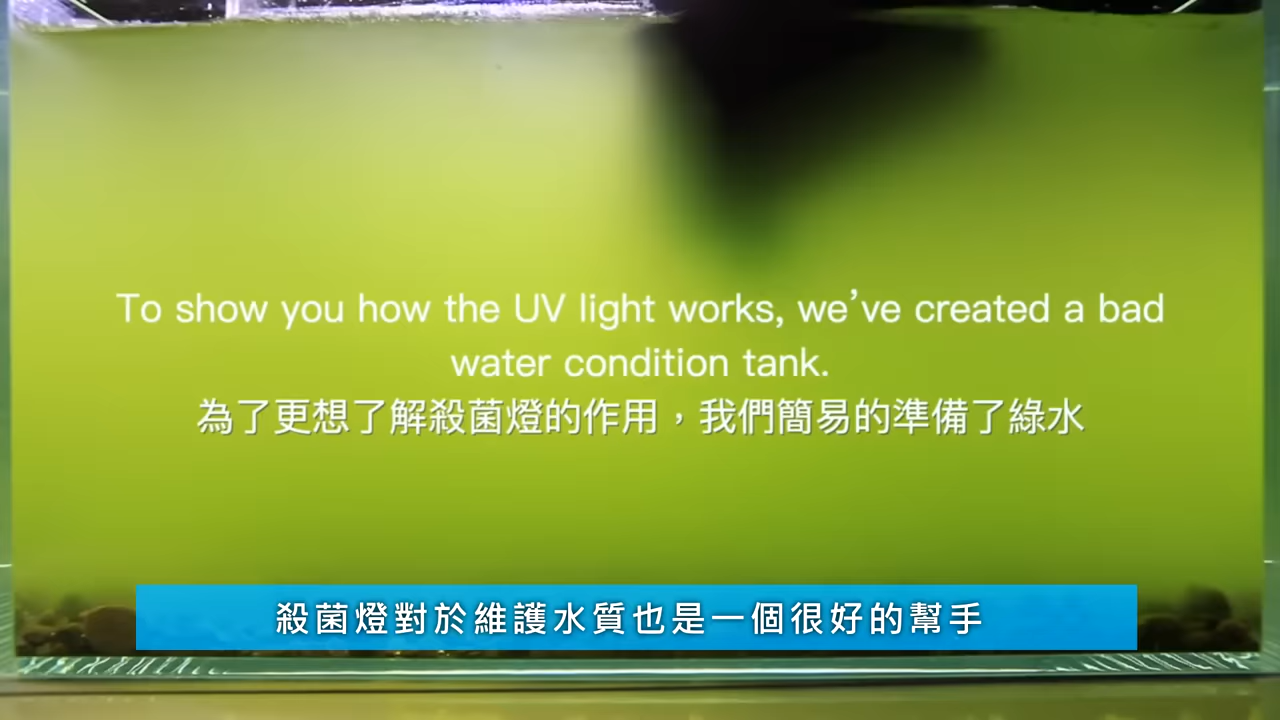 To show you how the UV light works, we’ve created a bad
water condition tank.
為了更想了解殺菌燈的作用，我們簡易的準備了綠水
殺菌燈對於維護水質也是一個很好的幫手